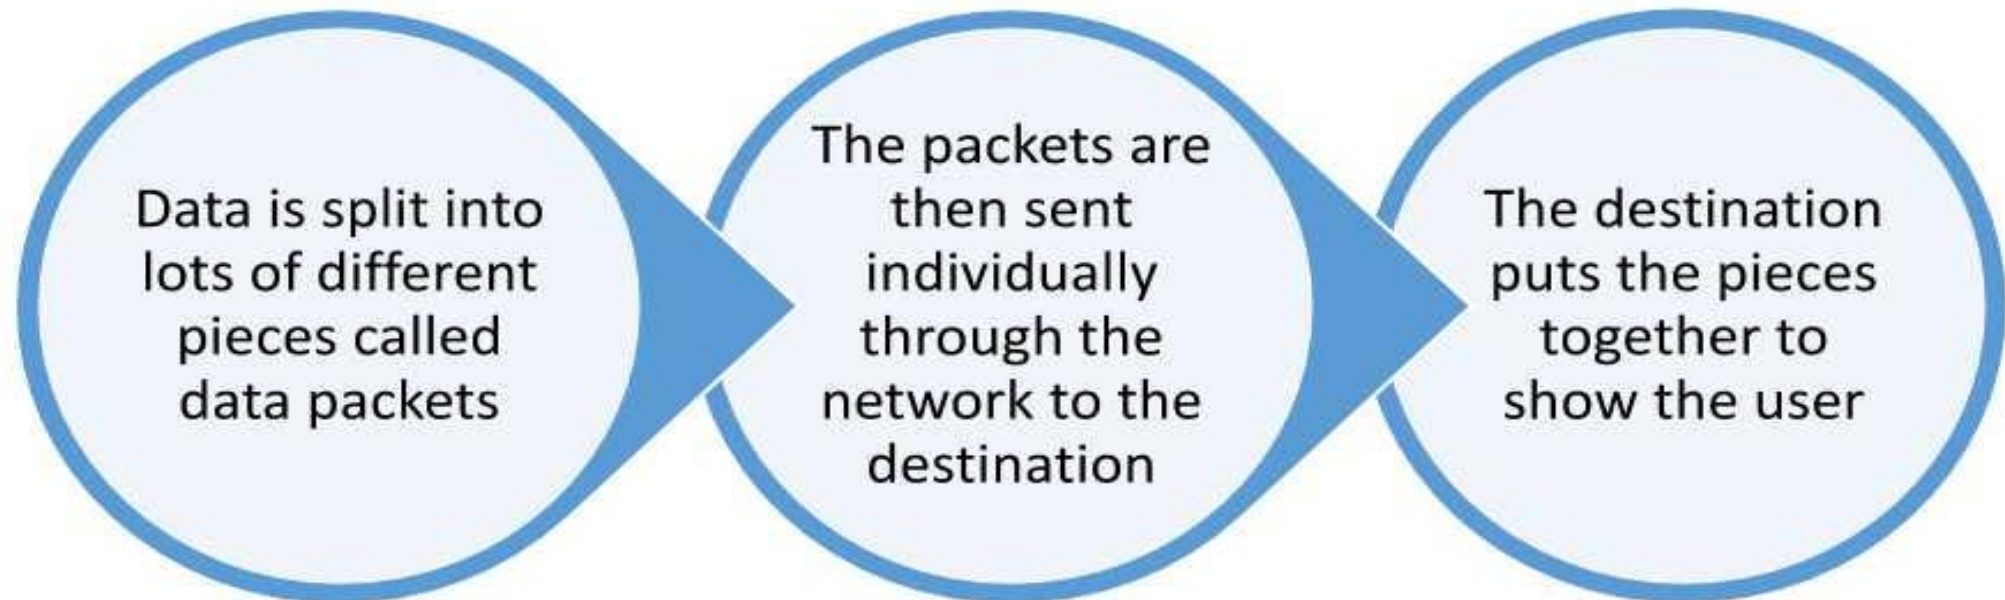 Data is split into
lots of different
pieces called
data packets
The packets are
then sent
individually
through the
network to the
destination
The destination
puts the pieces
together to
show the user